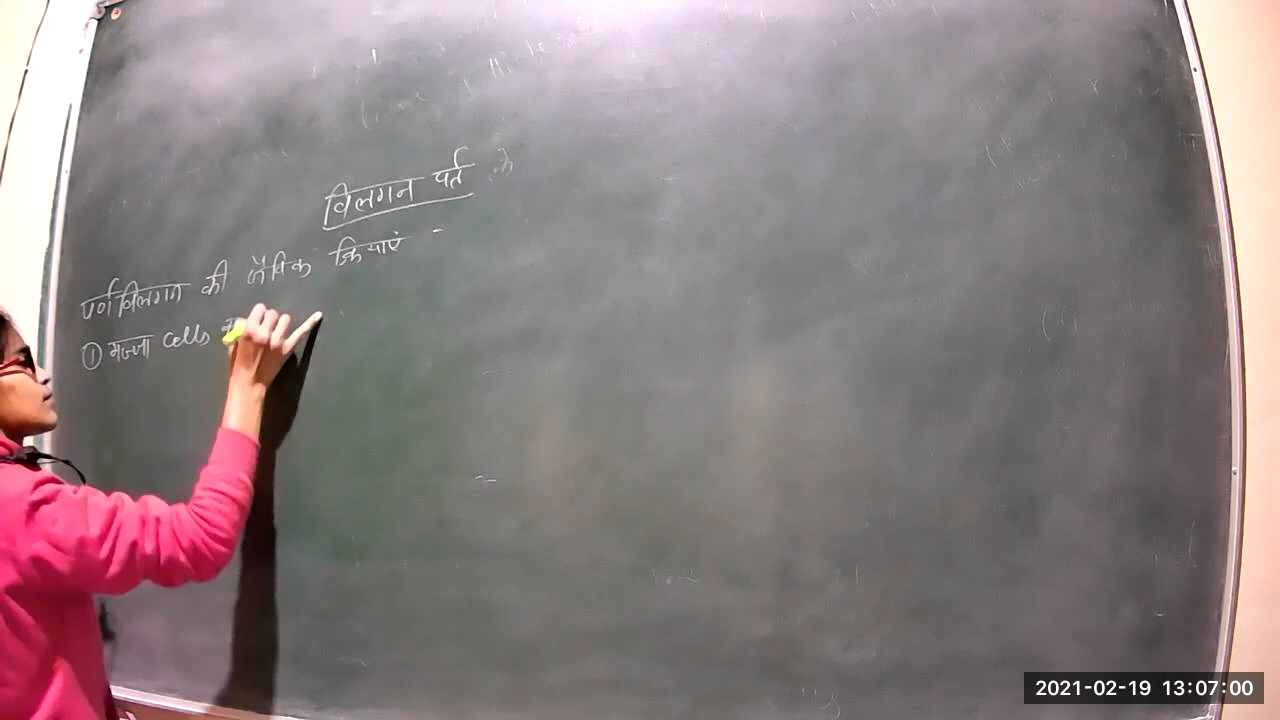 विलगन पर्त
पर्ण विलगन की जैविक क्रियाएं -
① मज्जा cells
2021-02-19 13:07:00